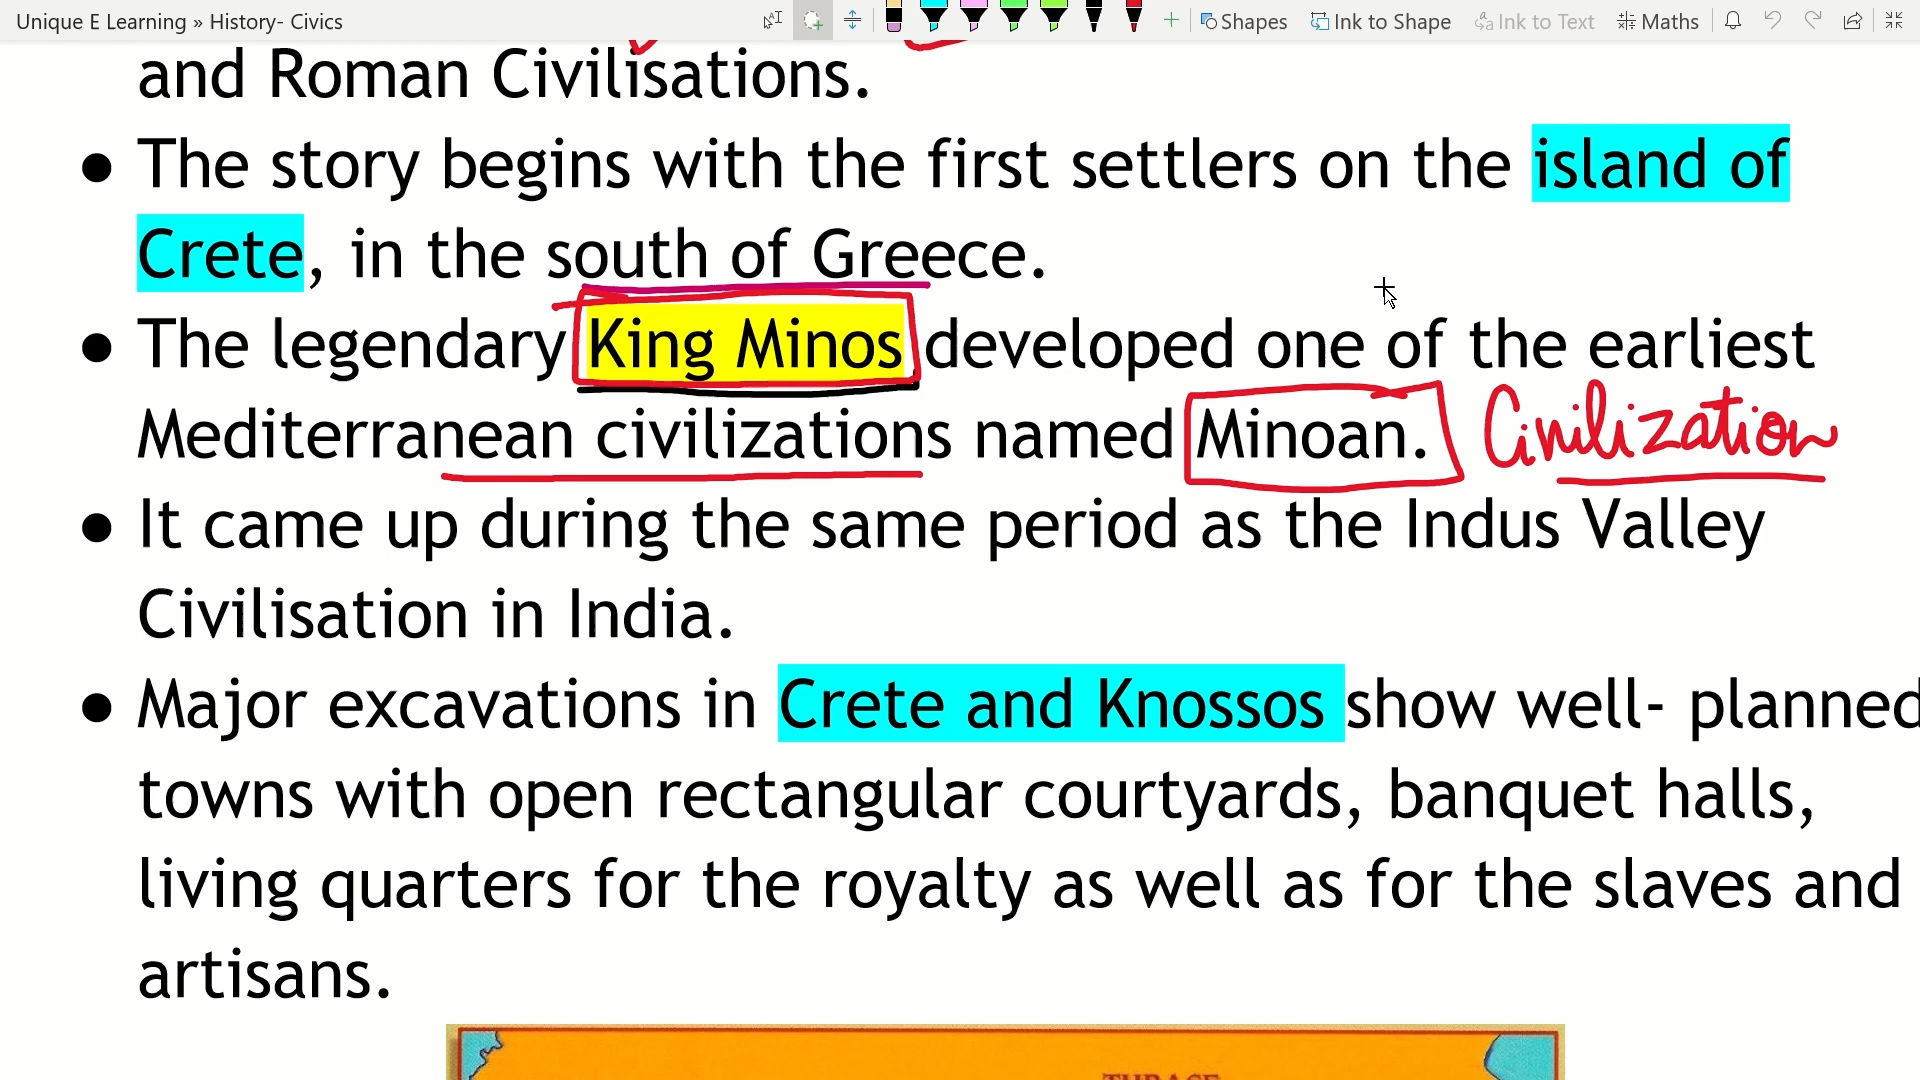 Unique E Learning » History- Civics
Shapes Ink to Shape Ink to Text Maths
and Roman Civilisations.
● The story begins with the first settlers on the island of
Crete, in the south of Greece.
● The legendary King Minos developed one of the earliest
Mediterranean civilizations named Minoan. Civilization
● It came up during the same period as the Indus Valley
Civilisation in India.
● Major excavations in Crete and Knossos show well- planned
towns with open rectangular courtyards, banquet halls,
living quarters for the royalty as well as for the slaves and
artisans.
THRACE